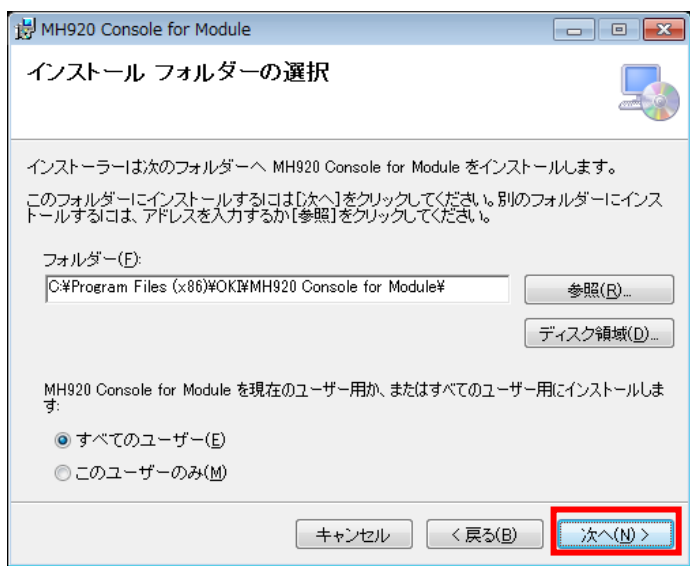 MH920 Console for Module
インストール フォルダーの選択
インストーラーは次のフォルダーへ MH920 Console for Module をインストールします。
このフォルダーにインストールするには[次へ]をクリックしてください。別のフォルダーにインス
トールするには、アドレスを入力するか[参照]をクリックしてください。
フォルダー(F):
C:¥Program Files (x86)¥OKI¥MH920 Console for Module¥
参照(R)...
ディスク領域(D)...
MH920 Console for Module を現在のユーザー用か、またはすべてのユーザー用にインストールしま
す:
すべてのユーザー(E)
このユーザーのみ(M)
キャンセル
< 戻る(B)
次へ(N) >